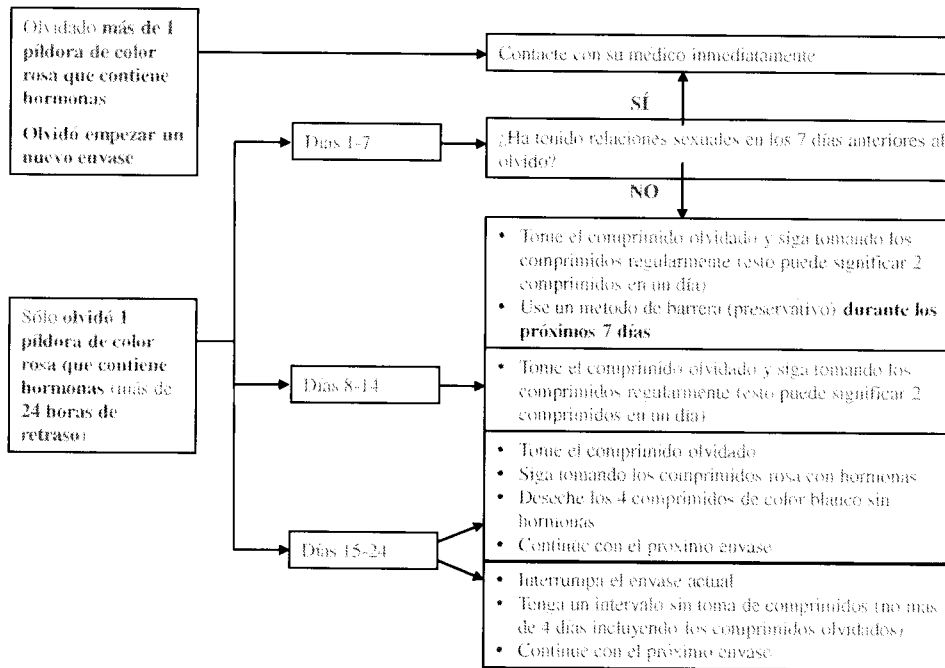 Olvidado más de 1
píldora de color
rosa que contiene
hormonas
Olvidó empezar un
nuevo envase
Contacte con su médico inmediatamente
SÍ
Días 1-7
¿Ha tenido relaciones sexuales en los 7 días anteriores al
olvido?
NO
Sólo olvidó 1
píldora de color
rosa que contiene
hormonas (más de
24 horas de
retraso)
• Tome el comprimido olvidado y siga tomando los
comprimidos regularmente (esto puede significar 2
comprimidos en un día)
• Use un método de barrera (preservativo) durante los
próximos 7 días
Días 8-14
• Tome el comprimido olvidado y siga tomando los
comprimidos regularmente (esto puede significar 2
comprimidos en un día)
Días 15-24
• Tome el comprimido olvidado
• Siga tomando los comprimidos rosa con hormonas
• Deseche los 4 comprimidos de color blanco sin
hormonas
• Continúe con el próximo envase
• Interrumpa el envase actual
• Tenga un intervalo sin toma de comprimidos (no mas
de 4 días incluyendo los comprimidos olvidados)
• Continúe con el próximo envase